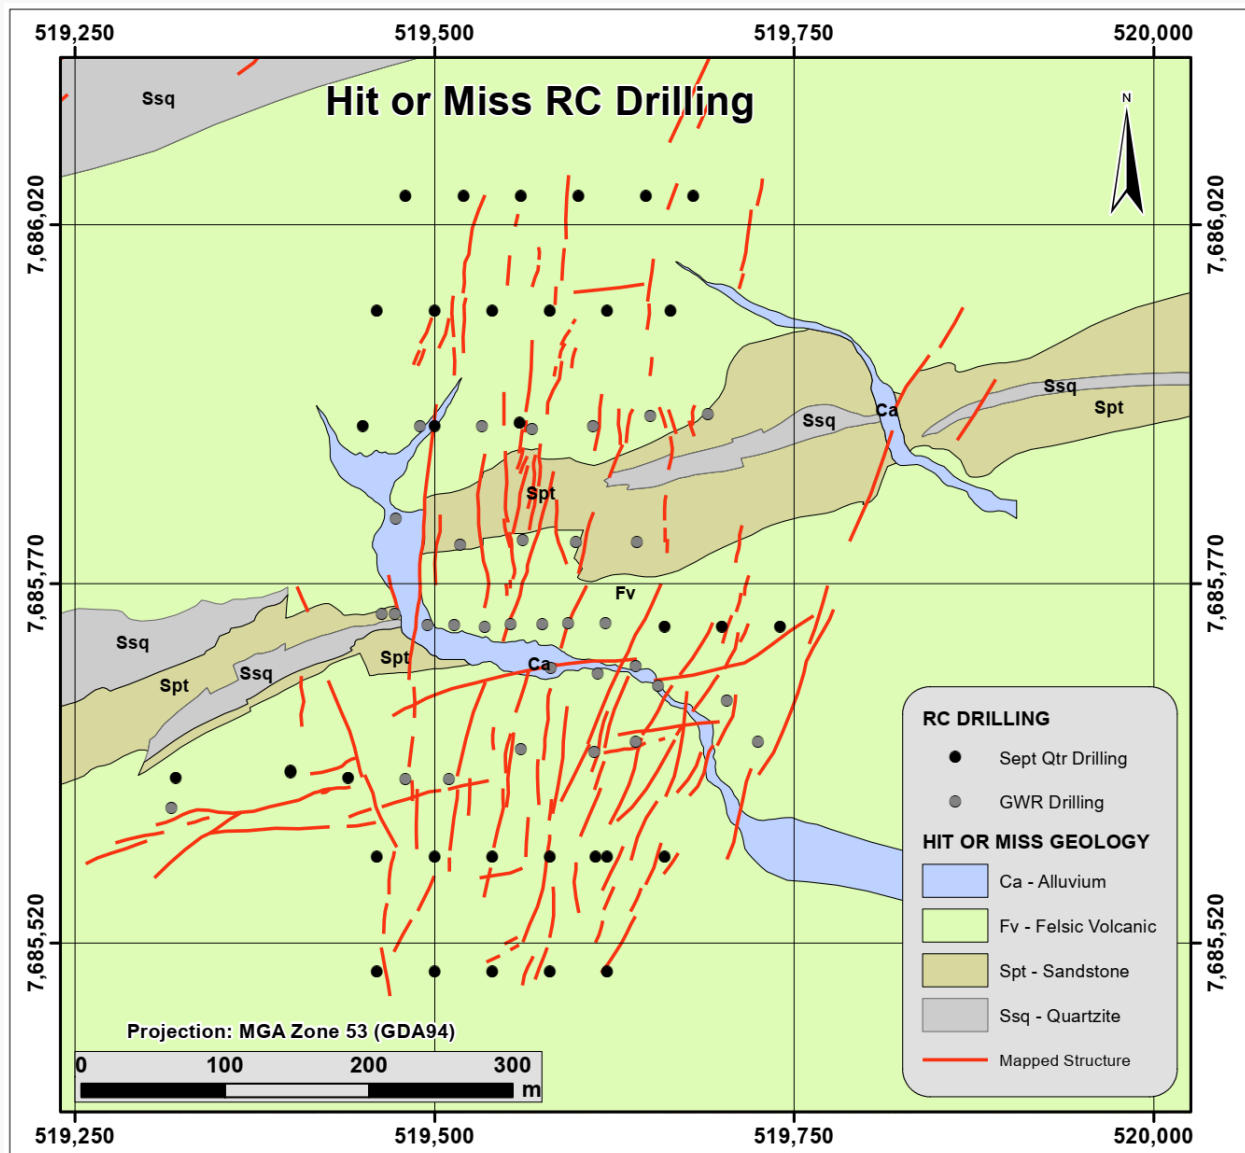 519,250 519,500 519,750 520,000
Hit or Miss RC Drilling
N
Ssq
7,686,020 7,686,020
Ssq
Ca
Spt
Ssq
Spt
7,685,770 7,685,770
Fv
Ssq
Spt
Ca
Ssq
Spt
RC DRILLING
Sept Qtr Drilling
GWR Drilling
HIT OR MISS GEOLOGY
Ca - Alluvium
Fv - Felsic Volcanic
Spt - Sandstone
Ssq - Quartzite
Mapped Structure
7,685,520 7,685,520
Projection: MGA Zone 53 (GDA94)
0 100 200 300
m
519,250 519,500 519,750 520,000